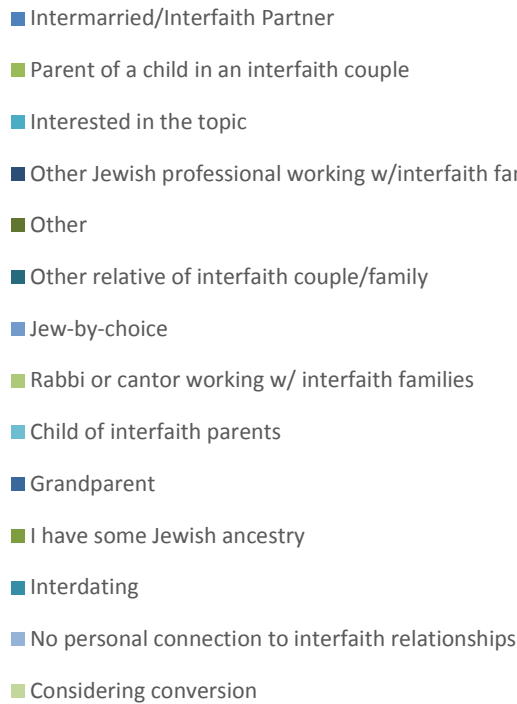 Intermarried/Interfaith Partner
Parent of a child in an interfaith couple
Interested in the topic
Other Jewish professional working w/interfaith
Other
Other relative of interfaith couple/family
Jew-by-choice
Rabbi or cantor working w/ interfaith families
Child of interfaith parents
Grandparent
I have some Jewish ancestry
Interdating
No personal connection to interfaith relationships
Considering conversion